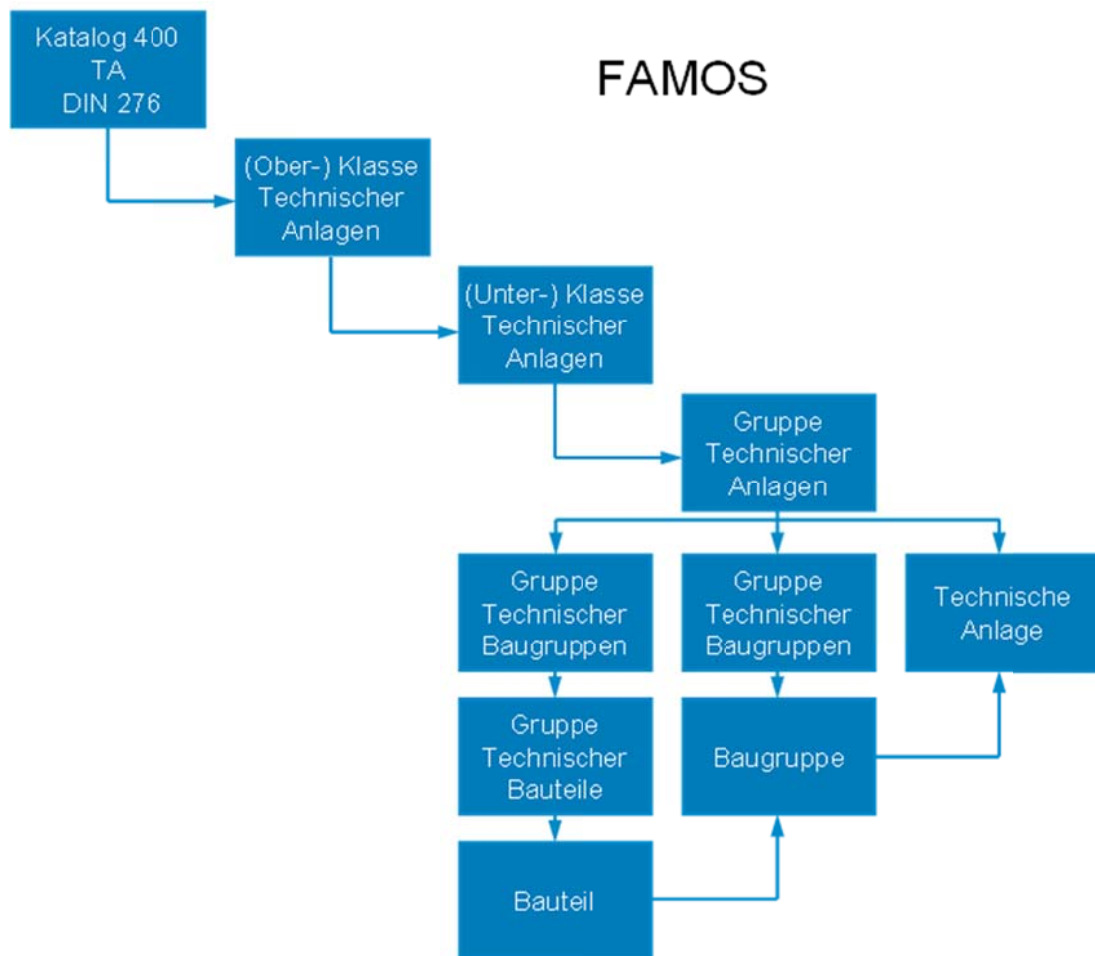 Katalog 400
TA
DIN 276
FAMOS
(Ober-) Klasse
Technischer
Anlagen
(Unter-) Klasse
Technischer
Anlagen
Gruppe
Technischer
Anlagen
Gruppe
Technischer
Baugruppen
Gruppe
Technischer
Baugruppen
Technische
Anlage
Gruppe
Technischer
Bauteile
Baugruppe
Bauteil